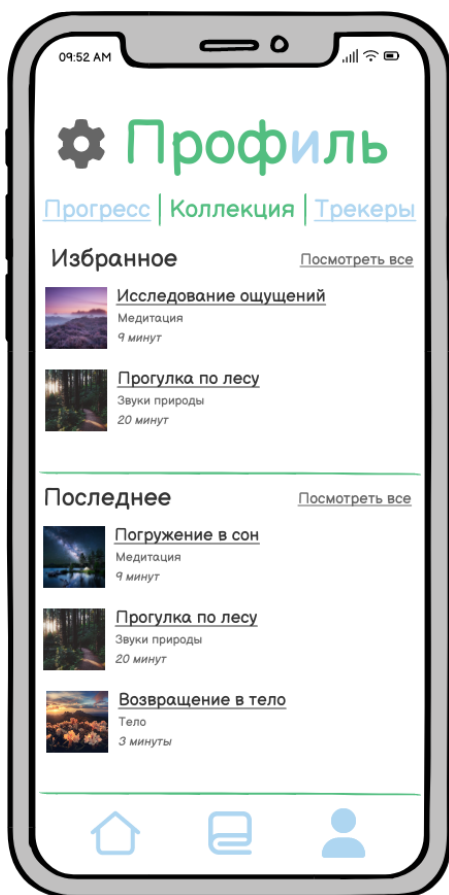 09:52 AM
Профиль
Прогресс | Коллекция | Трекеры
Избранное Посмотреть все
Исследование ощущений
Медитация
9 минут
Прогулка по лесу
Звуки природы
20 минут
Последнее Посмотреть все
Погружение в сон
Медитация
9 минут
Прогулка по лесу
Звуки природы
20 минут
Возвращение в тело
Тело
3 минуты